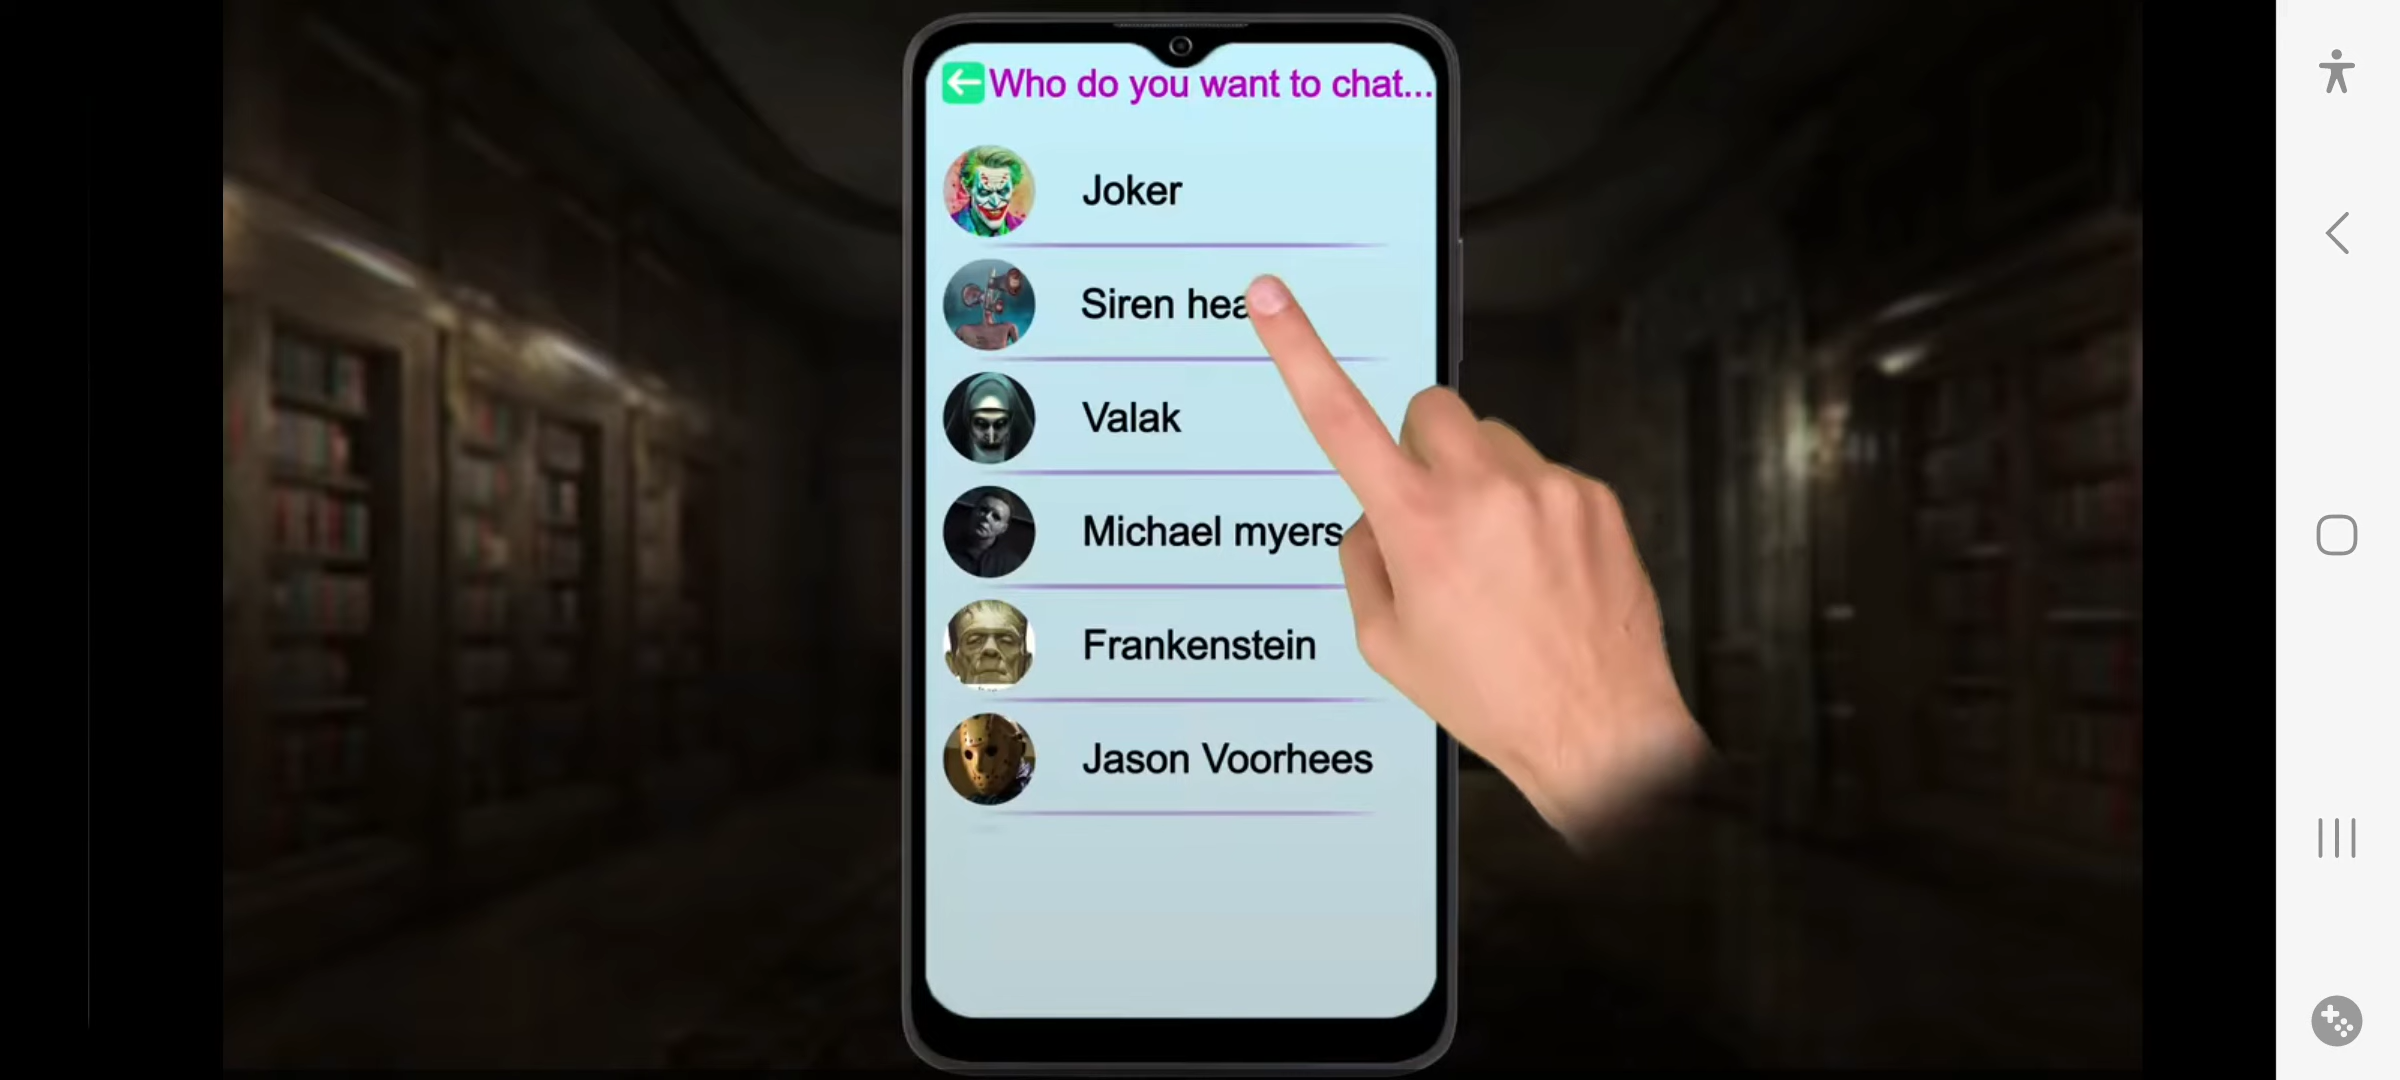 Who do you want to chat...
Joker
Siren hea
Valak
Michael myers
Frankenstein
Jason Voorhees